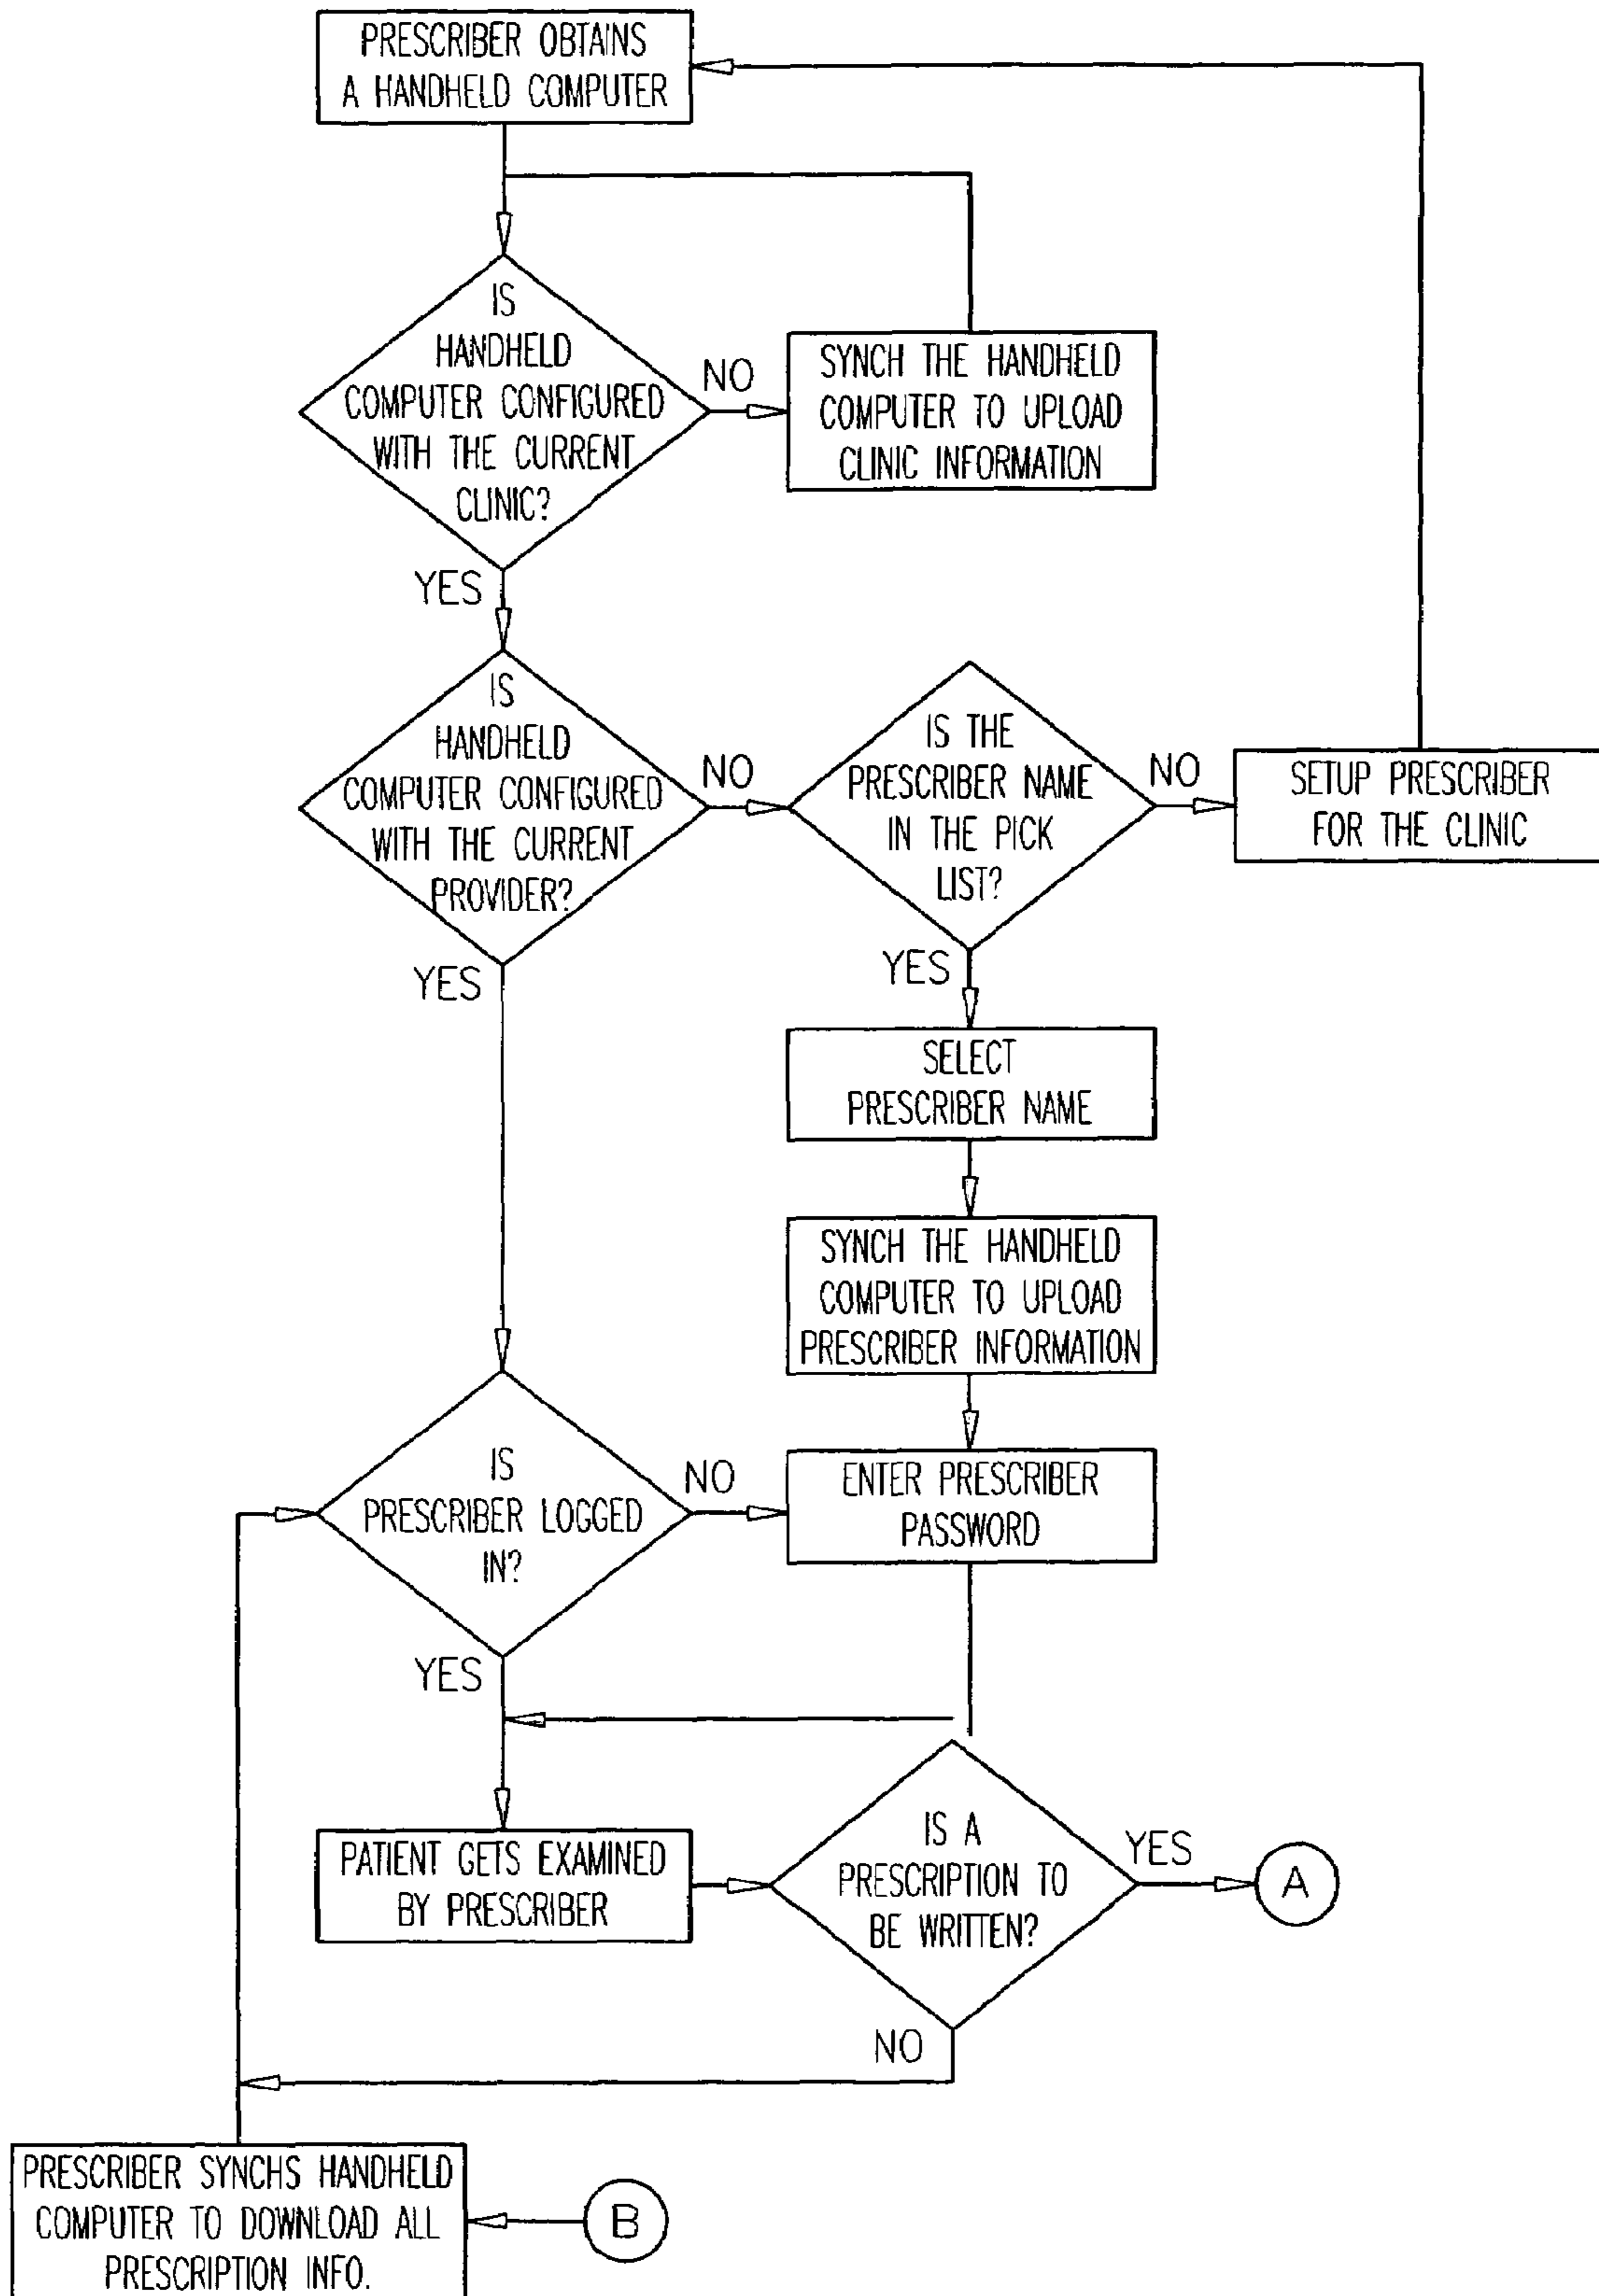 PRESCRIBER OBTAINS
A HANDHELD COMPUTER
IS
HANDHELD
COMPUTER CONFIGURED
WITH THE CURRENT
CLINIC?
NO
SYNCH THE HANDHELD
COMPUTER TO UPLOAD
CLINIC INFORMATION
YES
IS
HANDHELD
COMPUTER CONFIGURED
WITH THE CURRENT
PROVIDER?
NO
IS THE
PRESCRIBER NAME
IN THE PICK
LIST?
NO
SETUP PRESCRIBER
FOR THE CLINIC
YES
YES
SELECT
PRESCRIBER NAME
SYNCH THE HANDHELD
COMPUTER TO UPLOAD
PRESCRIBER INFORMATION
IS
PRESCRIBER LOGGED
IN?
NO
ENTER PRESCRIBER
PASSWORD
YES
PATIENT GETS EXAMINED
BY PRESCRIBER
IS A
PRESCRIPTION TO
BE WRITTEN?
YES
A
NO
PRESCRIBER SYNCHS HANDHELD
COMPUTER TO DOWNLOAD ALL
PRESCRIPTION INFO.
B